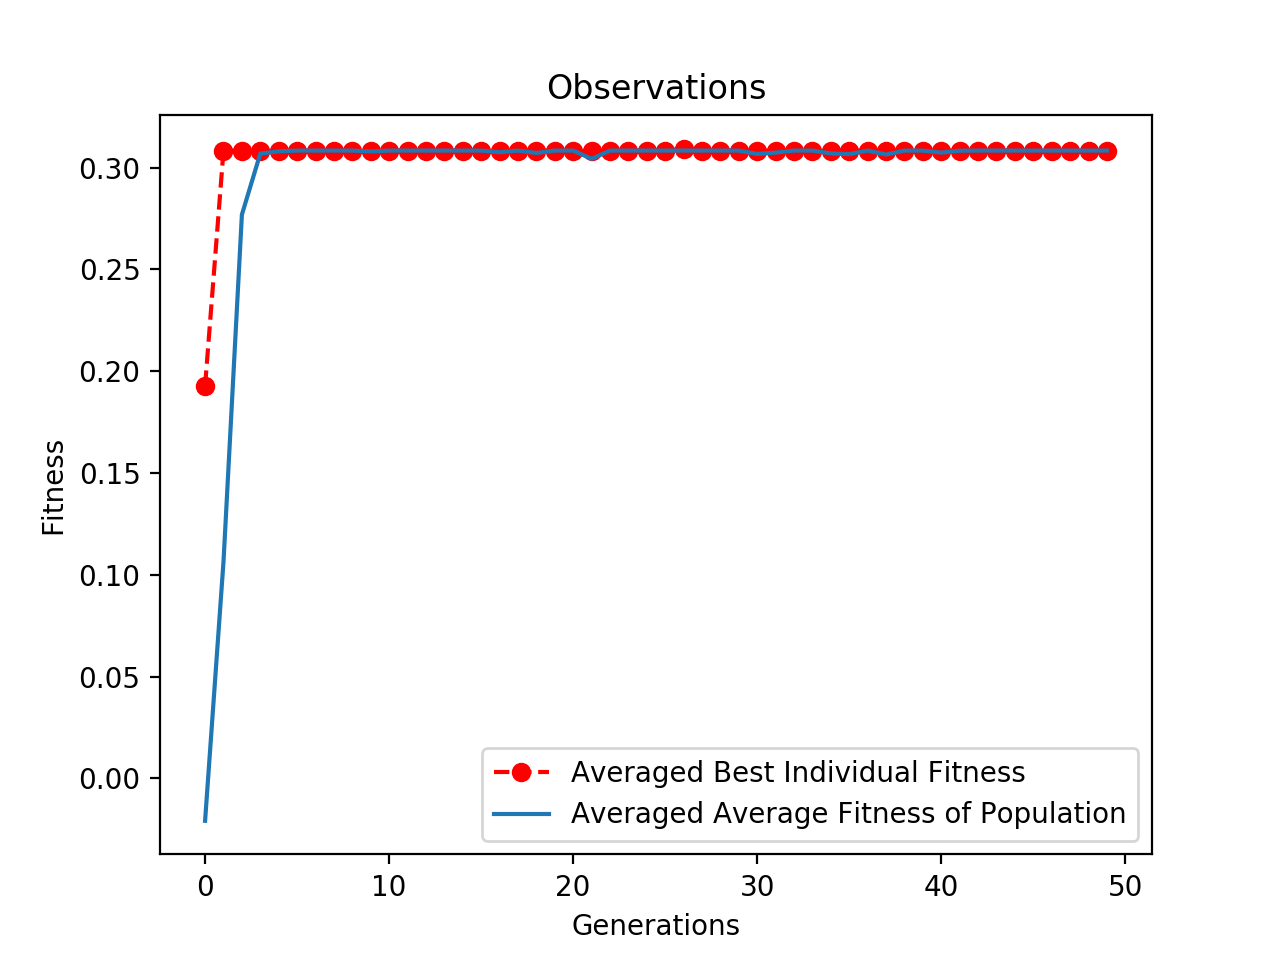 Observations
0.30
0.25
0.20
0.15
0.10
0.05
0.00
Fitness
Averaged Best Individual Fitness
Averaged Average Fitness of Population
0 10 20 30 40 50
Generations